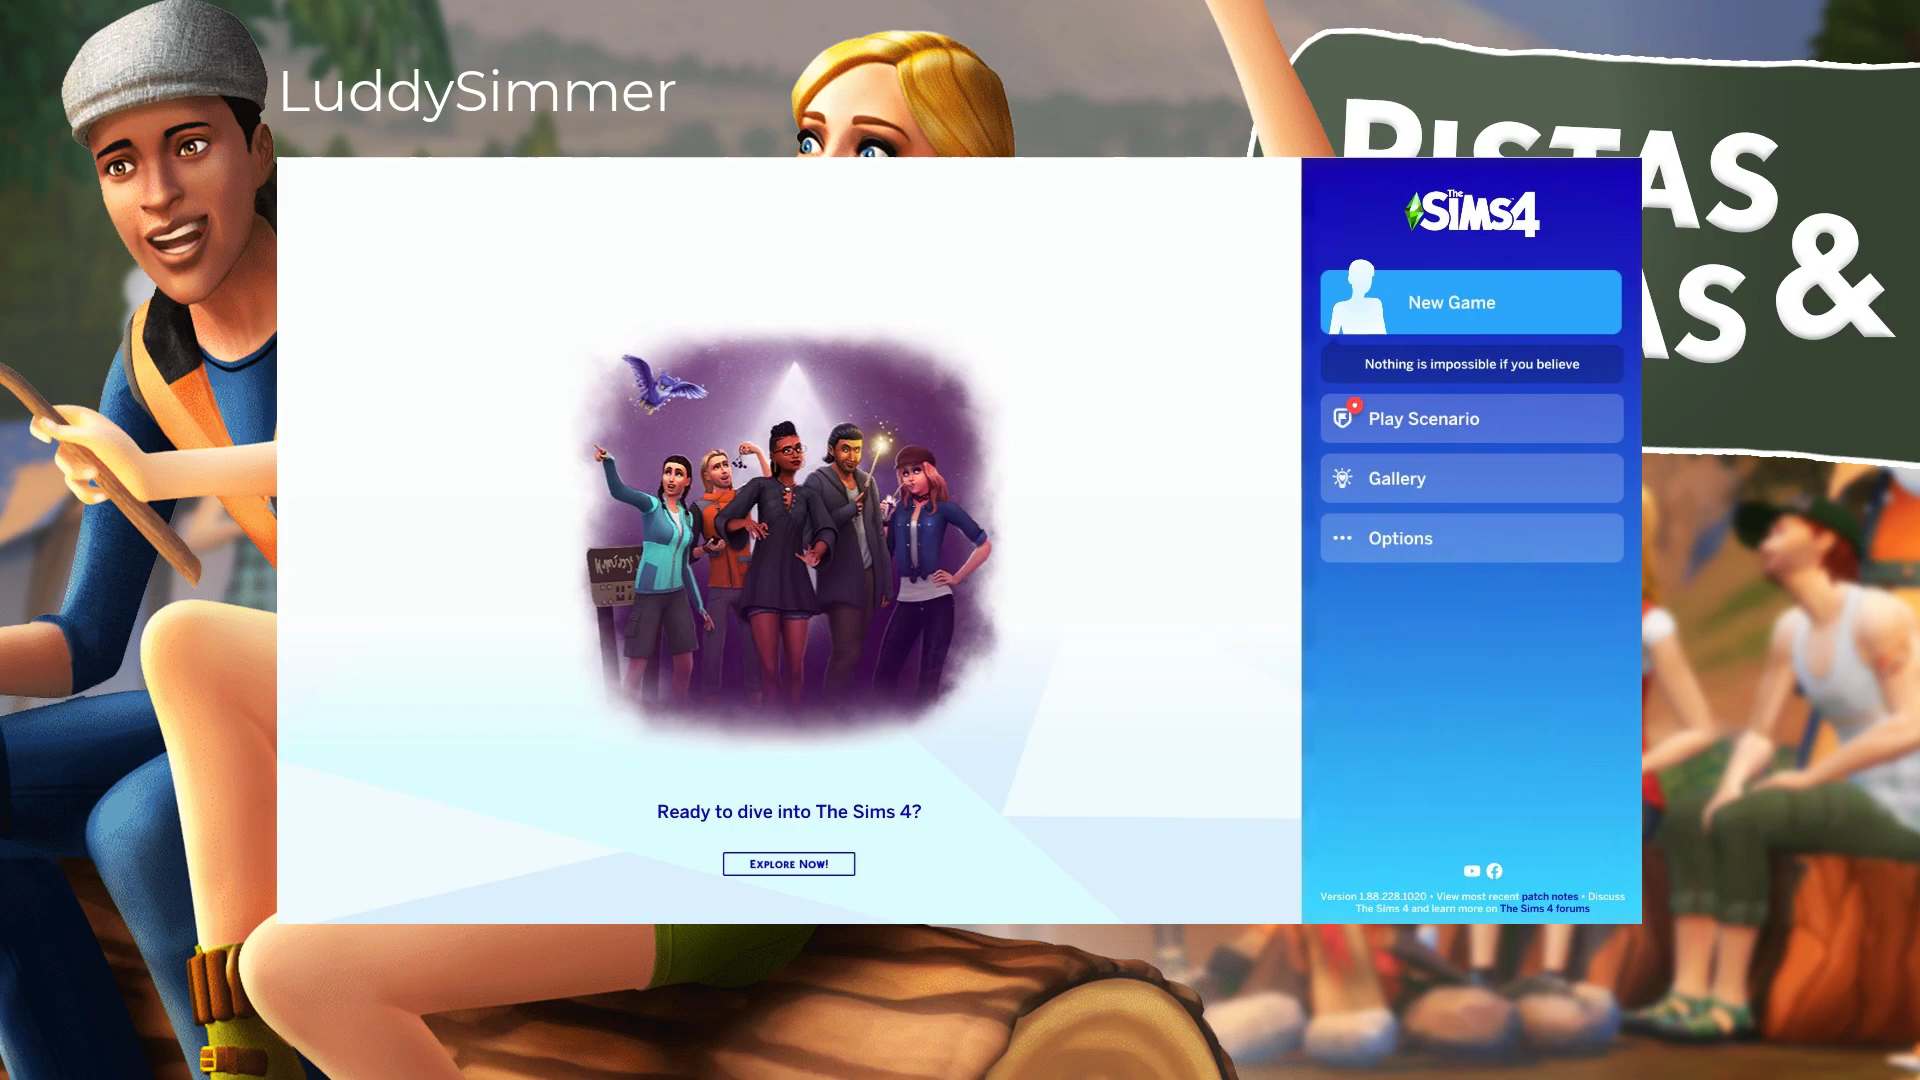 LuddySimmer
The SIMS 4
New Game
Nothing is impossible if you believe
Play Scenario
Gallery
Options
Ready to dive into The Sims 4?
EXPLORE NOW!
Version 1.88.228.1020 • View most recent patch notes • Discuss
The Sims 4 and learn more on The Sims 4 forums
&